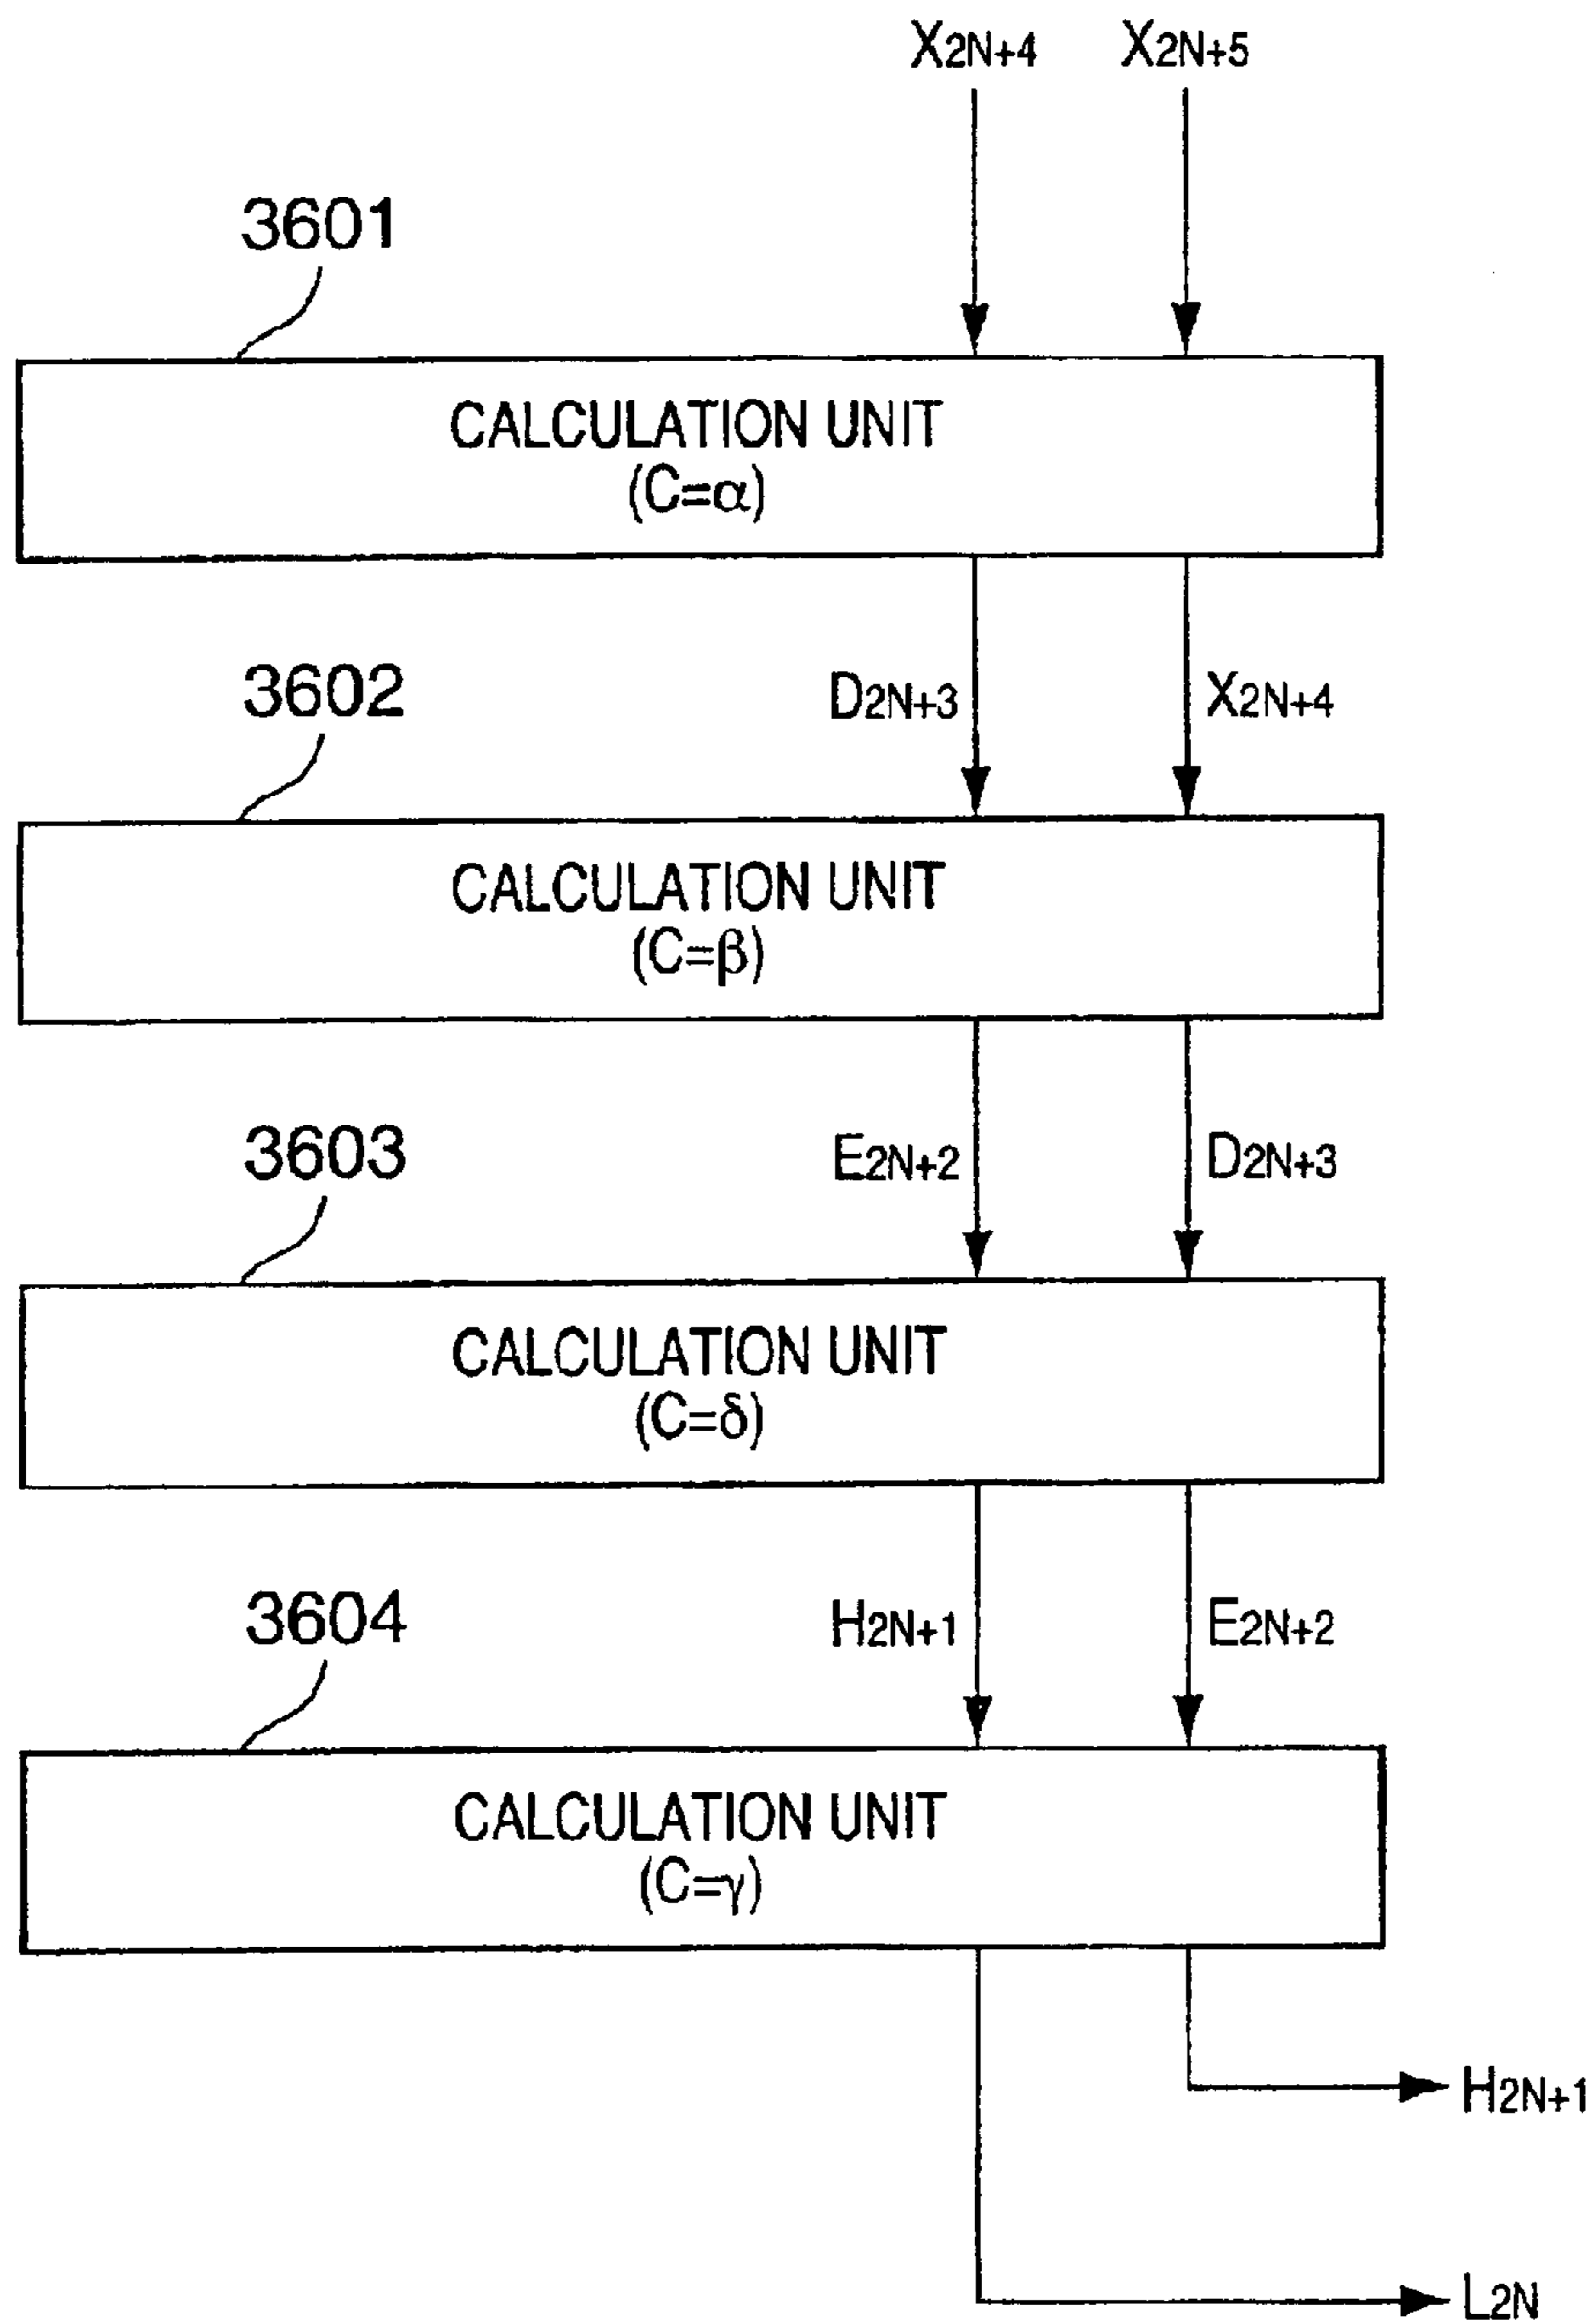 X2N+4 X2N+5
3601
CALCULATION UNIT
(C=α)
3602
D2N+3 X2N+4
CALCULATION UNIT
(C=β)
3603
E2N+2 D2N+3
CALCULATION UNIT
(C=δ)
3604
H2N+1 E2N+2
CALCULATION UNIT
(C=γ)
H2N+1
L2N